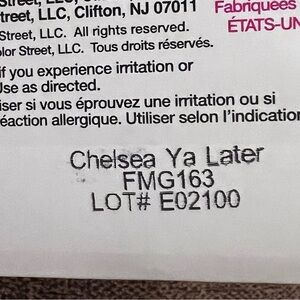 Street, LLC, Clifton, NJ 07011
Fabriquées
ÉTATS-UN
Street, LLC. All rights reserved.
olor Street, LLC. Tous droits réservés.
if you experience irritation or
Use as directed.
iser si vous éprouvez une irritation ou si
éaction allergique. Utiliser selon l'indication
Chelsea Ya Later
FMG163
LOT# E02100